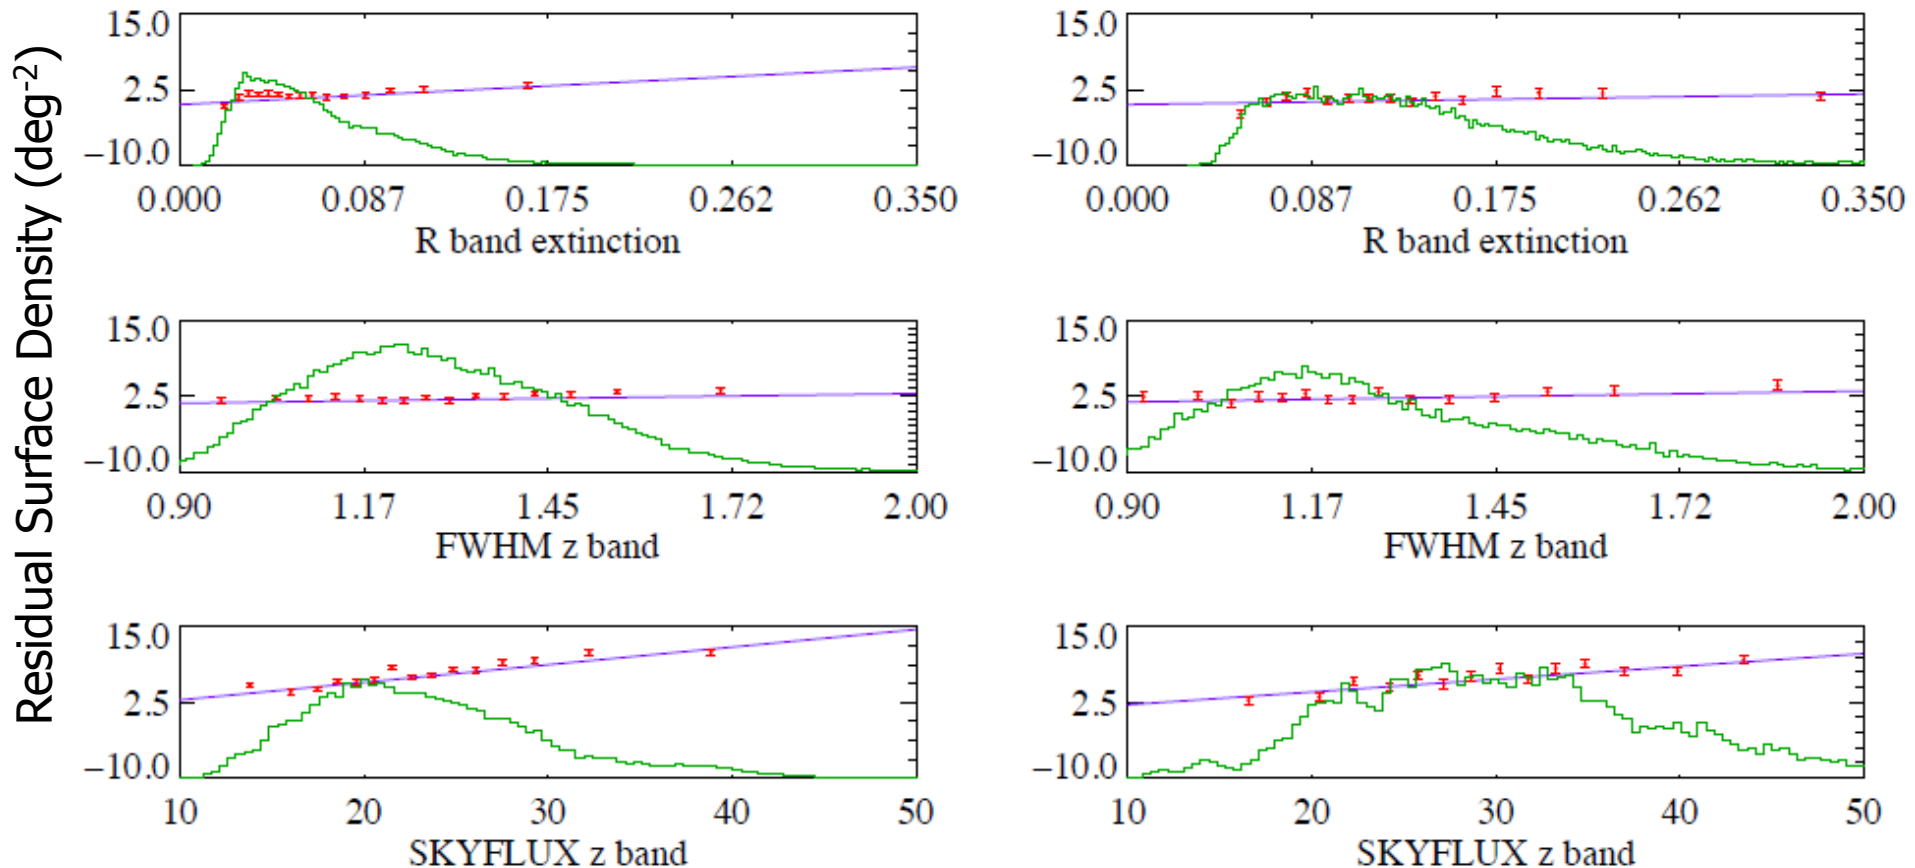 Residual Surface Density (deg⁻²)
15.0
2.5
−10.0
0.000 0.087 0.175 0.262 0.350
R band extinction
15.0
2.5
−10.0
0.000 0.087 0.175 0.262 0.350
R band extinction
15.0
2.5
−10.0
0.90 1.17 1.45 1.72 2.00
FWHM z band
15.0
2.5
−10.0
0.90 1.17 1.45 1.72 2.00
FWHM z band
15.0
2.5
−10.0
10 20 30 40 50
SKYFLUX z band
15.0
2.5
−10.0
10 20 30 40 50
SKYFLUX z band